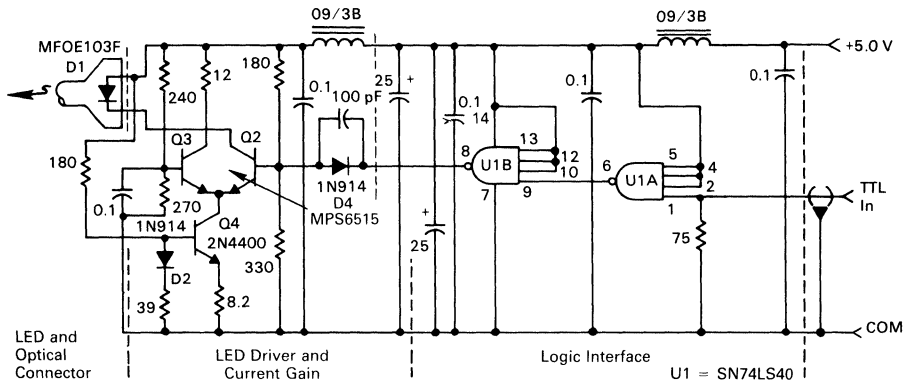 09/3B
09/3B
MFOE103F
D1
+5.0 V
180
12
240
0.1
100 pF
25 +
0.1
14
0.1
0.1
Q3
Q2
8
13
12
10
U1B
9
6
5
4
2
U1A
1
TTL
In
180
1N914
D4
MPS6515
7
0.1
270
1N914
Q4
2N4400
+
25
75
D2
330
39
8.2
COM
LED and
Optical
Connector
LED Driver and
Current Gain
Logic Interface
U1 = SN74LS40